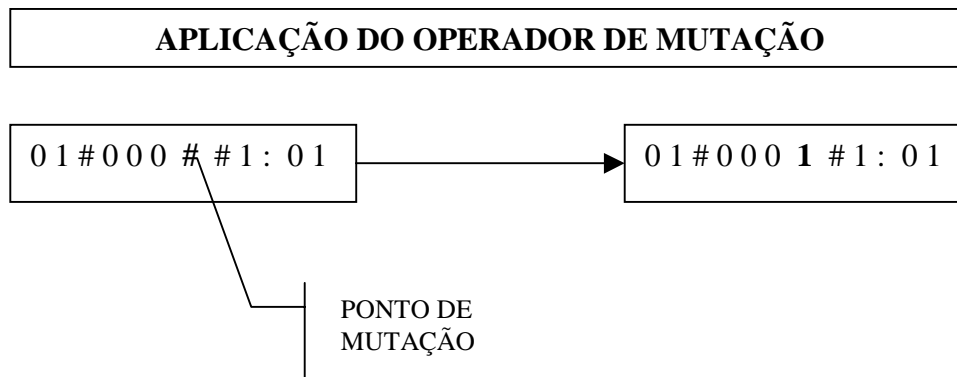 APLICAÇÃO DO OPERADOR DE MUTAÇÃO
0 1 # 0 0 0 # # 1 : 0 1
0 1 # 0 0 0 1 # 1 : 0 1
PONTO DE
MUTAÇÃO